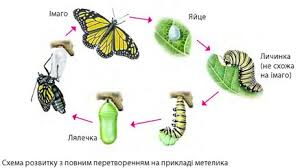 Імаго
Яйце
Личинка
(не схожа
на імаго)
Лялечка
Схема розвитку з повним перетворенням на прикладі метелика